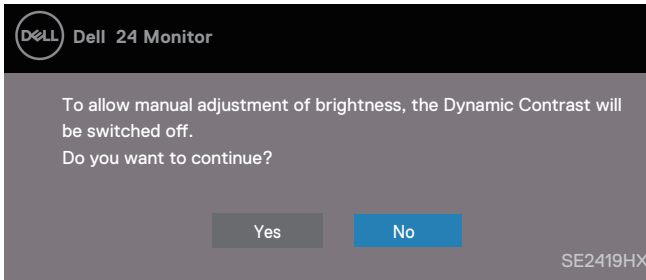 DELL Dell 24 Monitor
To allow manual adjustment of brightness, the Dynamic Contrast will
be switched off.
Do you want to continue?
Yes No
SE2419HX